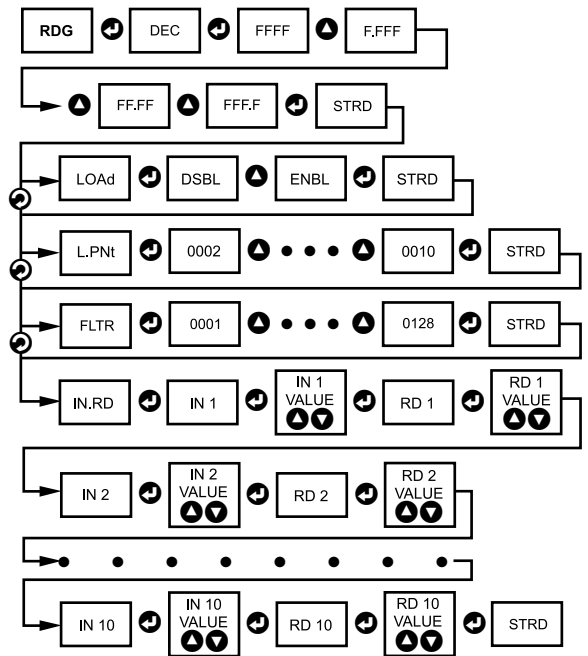 RDG DEC FFFF F.FFF
FF.FF FFF.F STRD
LOAd DSBL ENBL STRD
L.PNt 0002 0010 STRD
FLTR 0001 0128 STRD
IN.RD IN 1 IN 1 VALUE RD 1 RD 1 VALUE
IN 2 IN 2 VALUE RD 2 RD 2 VALUE
IN 10 IN 10 VALUE RD 10 RD 10 VALUE STRD